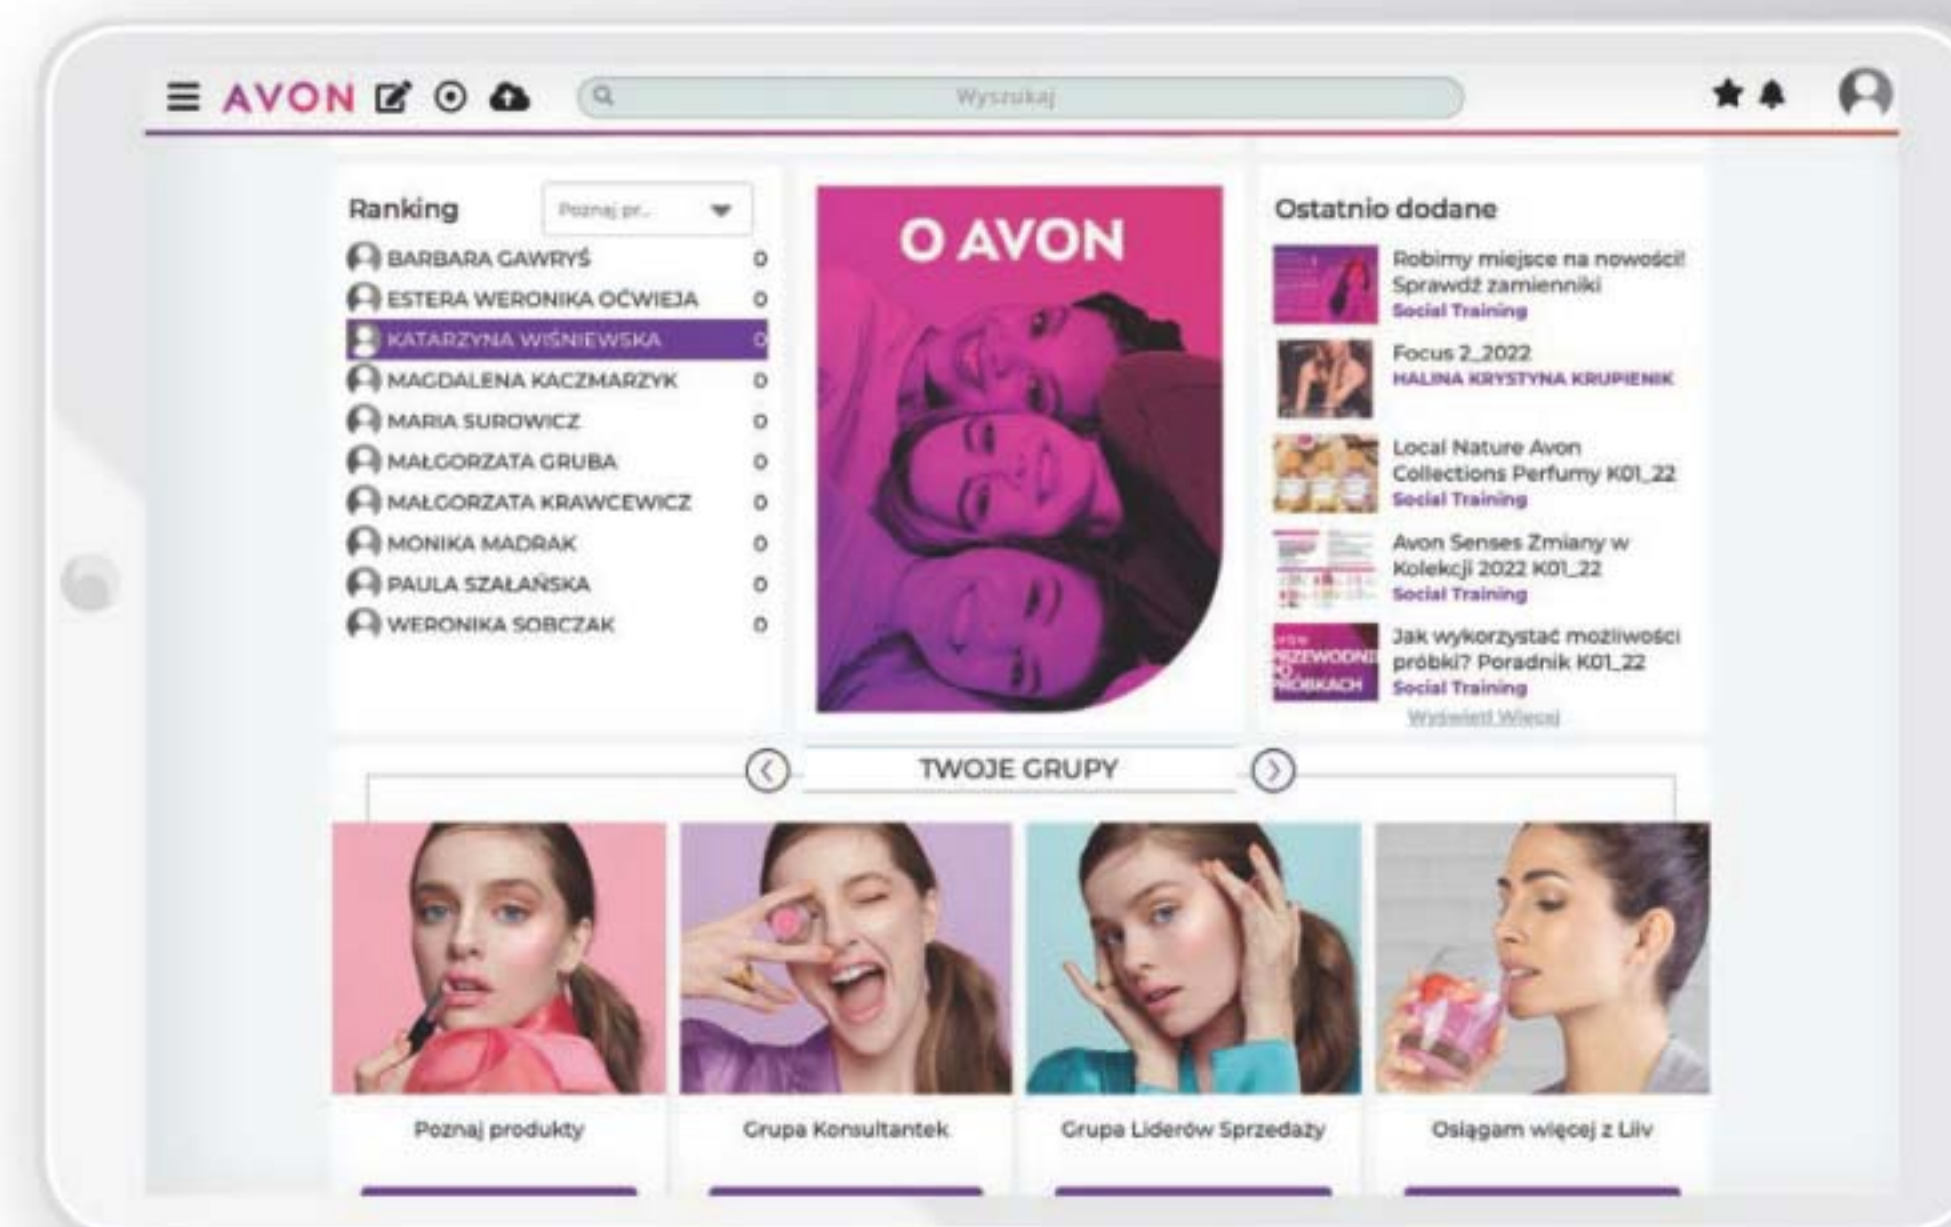 AVON
Wyszukaj
Ranking
Poznaj pr...
BARBARA GAWRYŚ 0
ESTERA WERONIKA OĆWIEJA 0
KATARZYNA WIŚNIEWSKA 0
MAGDALENA KACZMARZYK 0
MARIA SUROWICZ 0
MAŁGORZATA GRUBA 0
MAŁGORZATA KRAWCEWICZ 0
MONIKA MADRAK 0
PAULA SZAŁAŃSKA 0
WERONIKA SOBCZAK 0
O AVON
Ostatnio dodane
Robimy miejsce na nowości!
Sprawdź zamienniki
Social Training
Focus 2_2022
HALINA KRYSTYNA KRUPIENIK
Local Nature Avon
Collections Perfumy K01_22
Social Training
Avon Senses Zmiany w
Kolekcji 2022 K01_22
Social Training
PRZEWODNI
PO
PRÓBKACH
Jak wykorzystać możliwości
próbki? Poradnik K01_22
Social Training
Wyświetl Więcej
TWOJE GRUPY
Poznaj produkty
Grupa Konsultantek
Grupa Liderów Sprzedaży
Osiągam więcej z Liiv